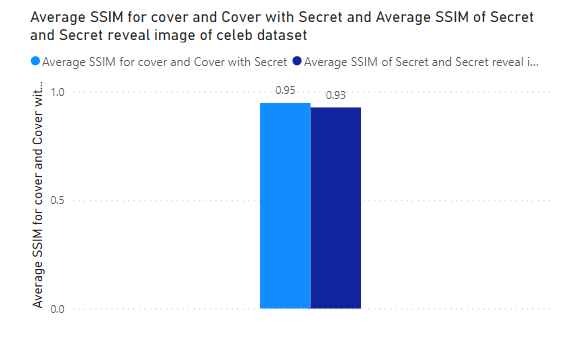 Average SSIM for cover and Cover with Secret and Average SSIM of Secret
and Secret reveal image of celeb dataset
Average SSIM for cover and Cover with Secret
Average SSIM of Secret and Secret reveal i...
Average SSIM for cover and Cover wit...
1.0
0.5
0.0
0.95
0.93